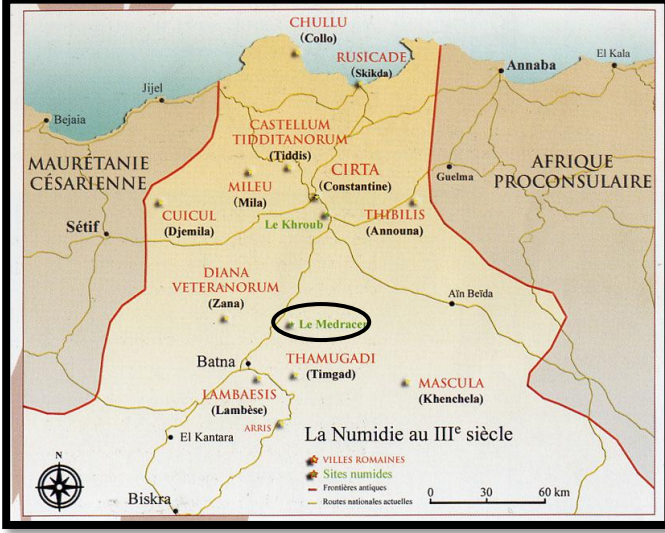 CHULLU
(Collo)
RUSICADE
(Skikda)
Annaba
El Kala
Jijel
Bejaia
CASTELLUM
TIDDITANORUM
(Tiddis)
MAURÉTANIE
CÉSARIENNE
AFRIQUE
PROCONSULAIRE
CIRTA
(Constantine)
Guelma
MILEU
(Mila)
CUICUL
(Djemila)
THIBILIS
(Announa)
Sétif
Le Khroub
DIANA
VETERANORUM
(Zana)
Aïn Beïda
Le Medracen
Batna
THAMUGADI
(Timgad)
LAMBAESIS
(Lambèse)
MASCULA
(Khenchela)
ARRIS
El Kantara
La Numidie au IIIe siècle
VILLES ROMAINES
Sites numides
Frontières antiques
Routes nationales actuelles
N
Biskra
0 30 60 km